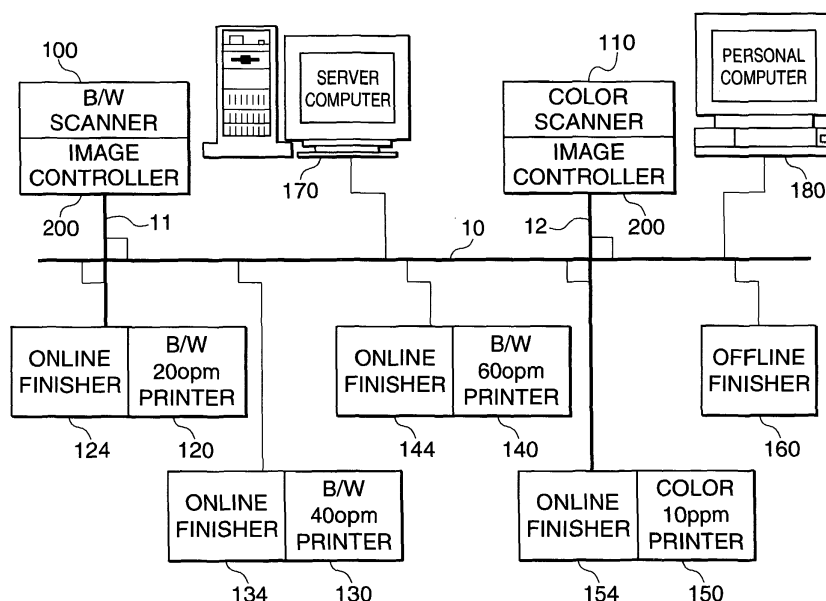 100
B/W
SCANNER
IMAGE
CONTROLLER
200
11
SERVER
COMPUTER
170
110
COLOR
SCANNER
IMAGE
CONTROLLER
12
200
PERSONAL
COMPUTER
180
10
ONLINE
FINISHER
B/W
20opm
PRINTER
124
120
ONLINE
FINISHER
B/W
60opm
PRINTER
144
140
OFFLINE
FINISHER
160
ONLINE
FINISHER
B/W
40opm
PRINTER
134
130
ONLINE
FINISHER
COLOR
10ppm
PRINTER
154
150